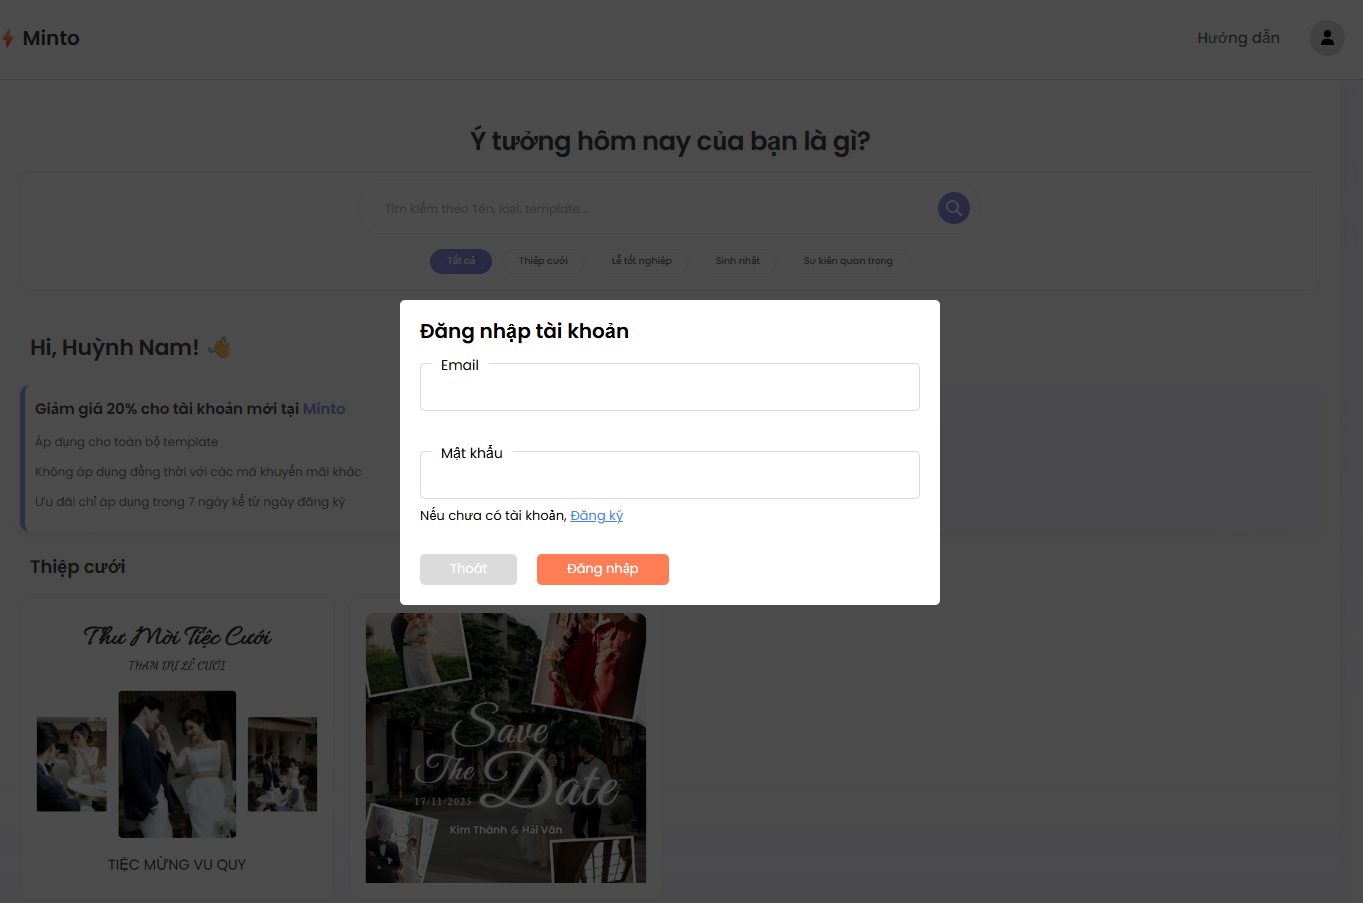 Minto
Hướng dẫn
Ý tưởng hôm nay của bạn là gì?
Tìm kiếm theo Tên, loại, template...
Tất cả
Thiệp cưới
Lễ tốt nghiệp
Sinh nhật
Sự kiện quan trọng
Hi, Huỳnh Nam! 👋
Giảm giá 20% cho tài khoản mới tại Minto
Áp dụng cho toàn bộ template
Không áp dụng đồng thời với các mã khuyến mãi khác
Ưu đãi chỉ áp dụng trong 7 ngày kể từ ngày đăng ký
Đăng nhập tài khoản
Email
Mật khẩu
Nếu chưa có tài khoản, Đăng ký
Thoát
Đăng nhập
Thiệp cưới
Thư Mời Tiệc Cưới
THAM DỰ LỄ CƯỚI
TIỆC MỪNG VU QUY
Save
The Date
17/11/2025
Kim Thành & Hải Vân